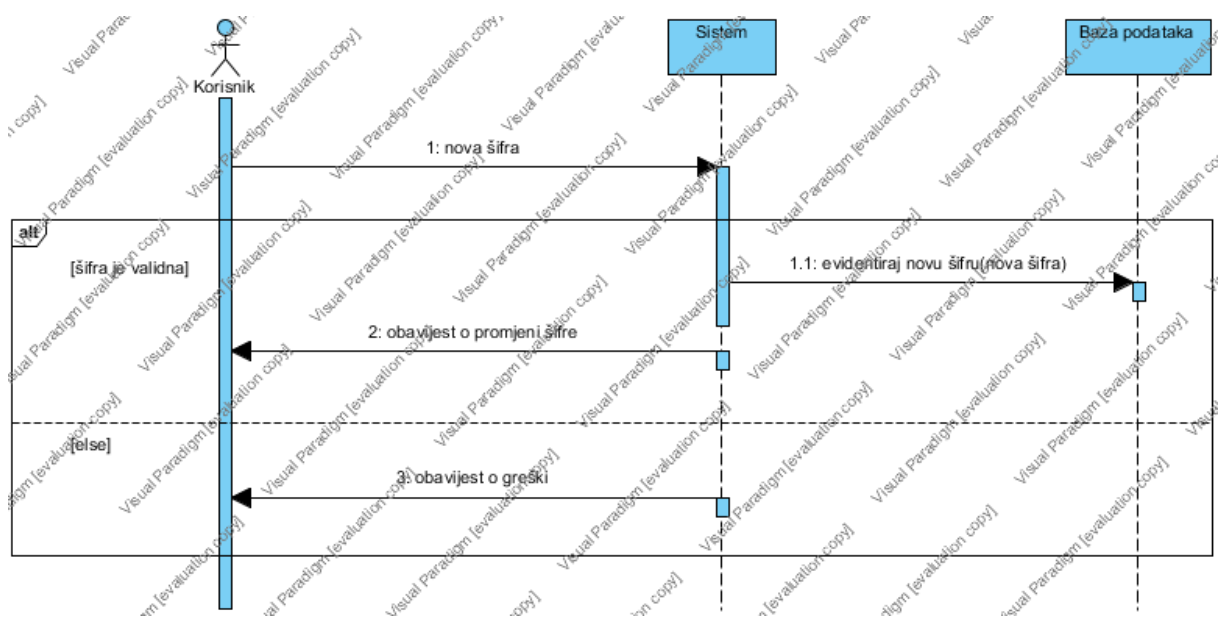 Sistem
Baza podataka
Korisnik
1: nova šifra
alt
[šifra je validna]
1.1: evidentiraj novu šifru(nova šifra)
2: obavijest o promjeni šifre
[else]
3: obavijest o greški
Visual Paradigm [evaluation copy]